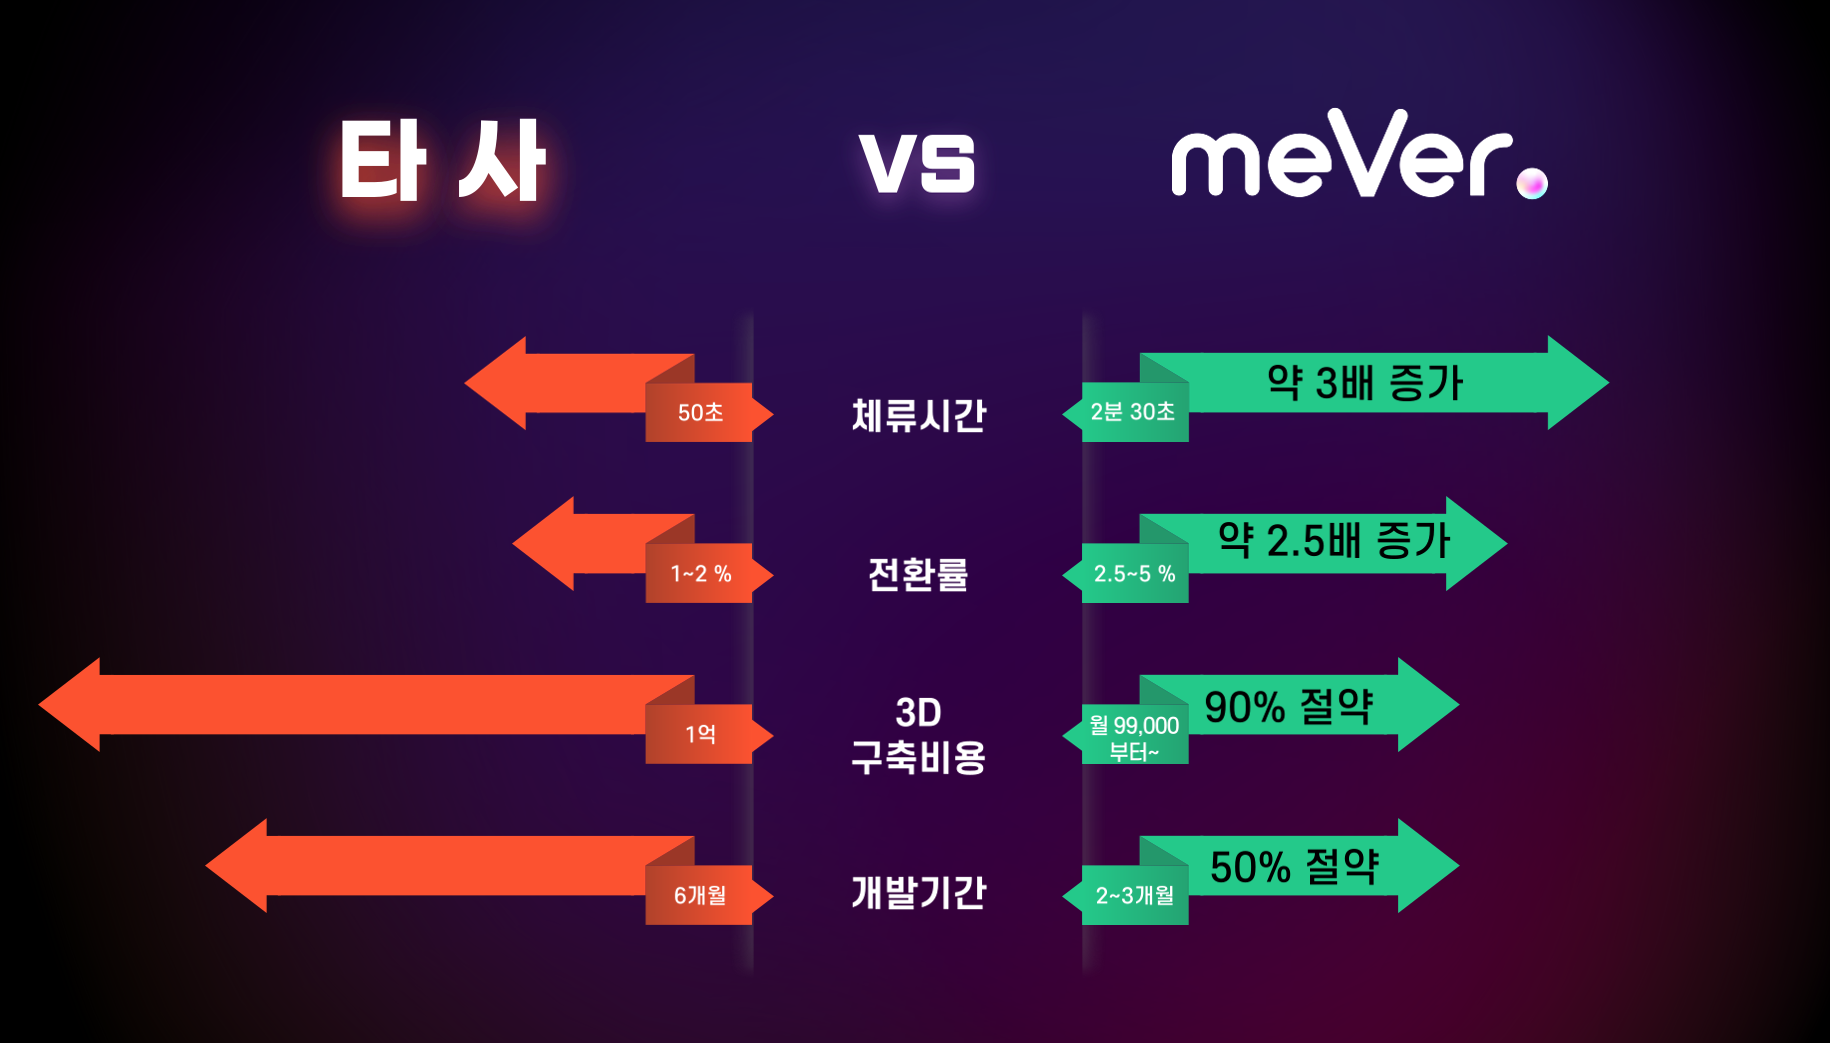 타사 VS meVer.
50초 체류시간 2분 30초 약 3배 증가
1~2 % 전환률 2.5~5 % 약 2.5배 증가
1억
3D
구축비용
월 99,000
부터~
90% 절약
6개월 개발기간 2~3개월 50% 절약